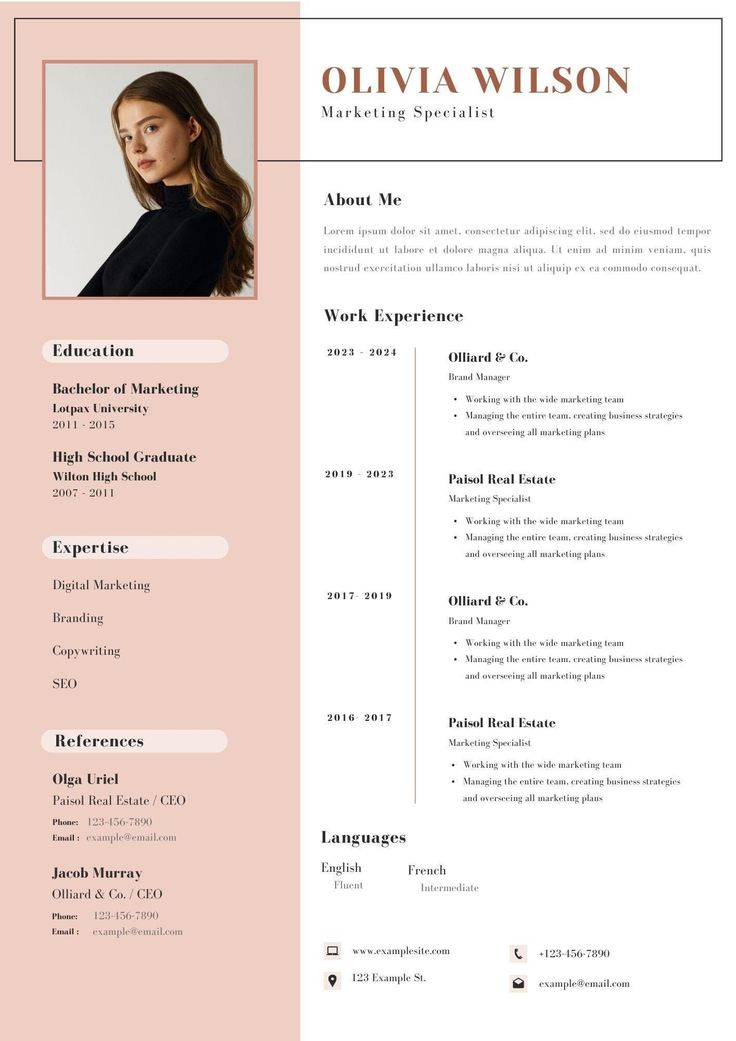 OLIVIA WILSON
Marketing Specialist
Education
Bachelor of Marketing
Lotpax University
2011 - 2015
High School Graduate
Wilton High School
2007 - 2011
Expertise
Digital Marketing
Branding
Copywriting
SEO
References
Olga Uriel
Paisol Real Estate / CEO
Phone: 123-456-7890
Email : example@email.com
Jacob Murray
Olliard & Co. / CEO
Phone: 123-456-7890
Email : example@email.com
About Me
Lorem ipsum dolor sit amet, consectetur adipiscing elit, sed do eiusmod tempor
incididunt ut labore et dolore magna aliqua. Ut enim ad minim veniam, quis
nostrud exercitation ullamco laboris nisi ut aliquip ex ea commodo consequat.
Work Experience
2023 - 2024
Olliard & Co.
Brand Manager
• Working with the wide marketing team
• Managing the entire team, creating business strategies
and overseeing all marketing plans
2019 - 2023
Paisol Real Estate
Marketing Specialist
• Working with the wide marketing team
• Managing the entire team, creating business strategies
and overseeing all marketing plans
2017- 2019
Olliard & Co.
Brand Manager
• Working with the wide marketing team
• Managing the entire team, creating business strategies
and overseeing all marketing plans
2016- 2017
Paisol Real Estate
Marketing Specialist
• Working with the wide marketing team
• Managing the entire team, creating business strategies
and overseeing all marketing plans
Languages
English
Fluent
French
Intermediate
www.examplesite.com
+123-456-7890
123 Example St.
example@email.com